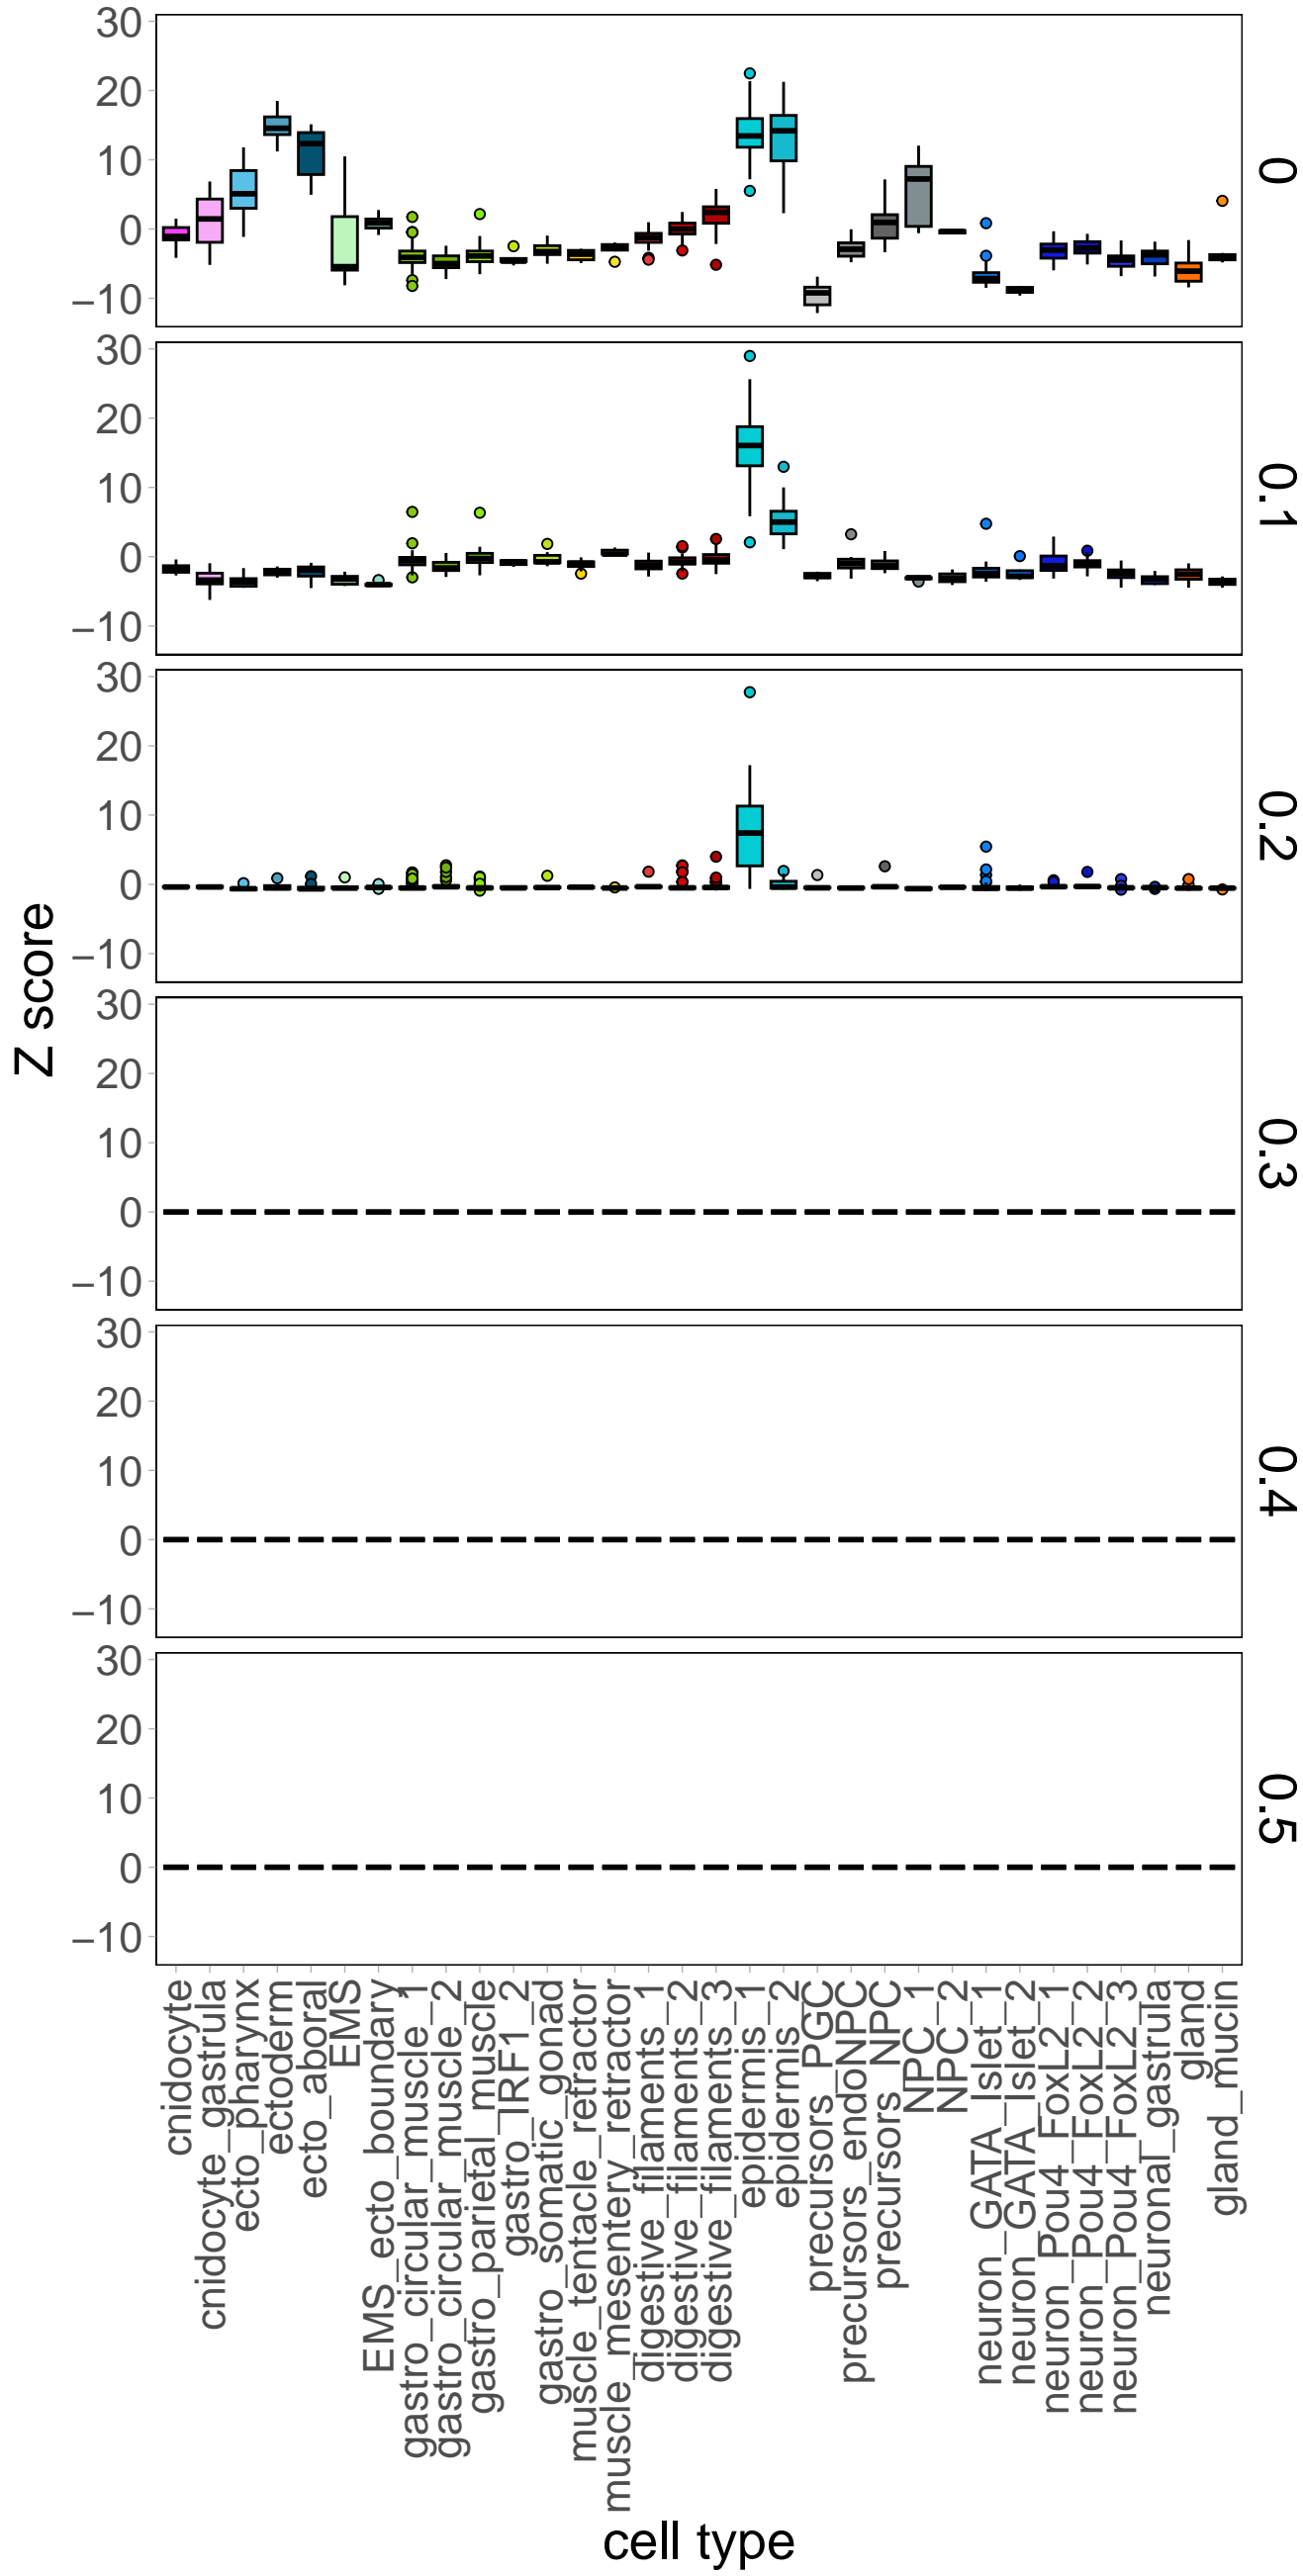 30
20
10
0
−10
0
30
20
10
0
−10
0.1
30
20
10
0
−10
0.2
30
20
10
0
−10
0.3
30
20
10
0
−10
0.4
30
20
10
0
−10
0.5
Z score
cnidocyte
cnidocyte_gastrula
ecto_pharynx
ectoderm
ecto_aboral
EMS
EMS_ecto_boundary
gastro_circular_muscle_1
gastro_circular_muscle_2
gastro_parietal_muscle
gastro_IRF1_2
gastro_somatic_gonad
muscle_tentacle_retractor
muscle_mesentery_retractor
digestive_filaments_1
digestive_filaments_2
digestive_filaments_3
epidermis_1
epidermis_2
precursors_PGC
precursors_endoNPC
precursors_NPC
NPC_1
NPC_2
neuron_GATA_Islet_1
neuron_GATA_Islet_2
neuron_Pou4_FoxL2_1
neuron_Pou4_FoxL2_2
neuron_Pou4_FoxL2_3
neuronal_gastrula
gland
gland_mucin
cell type